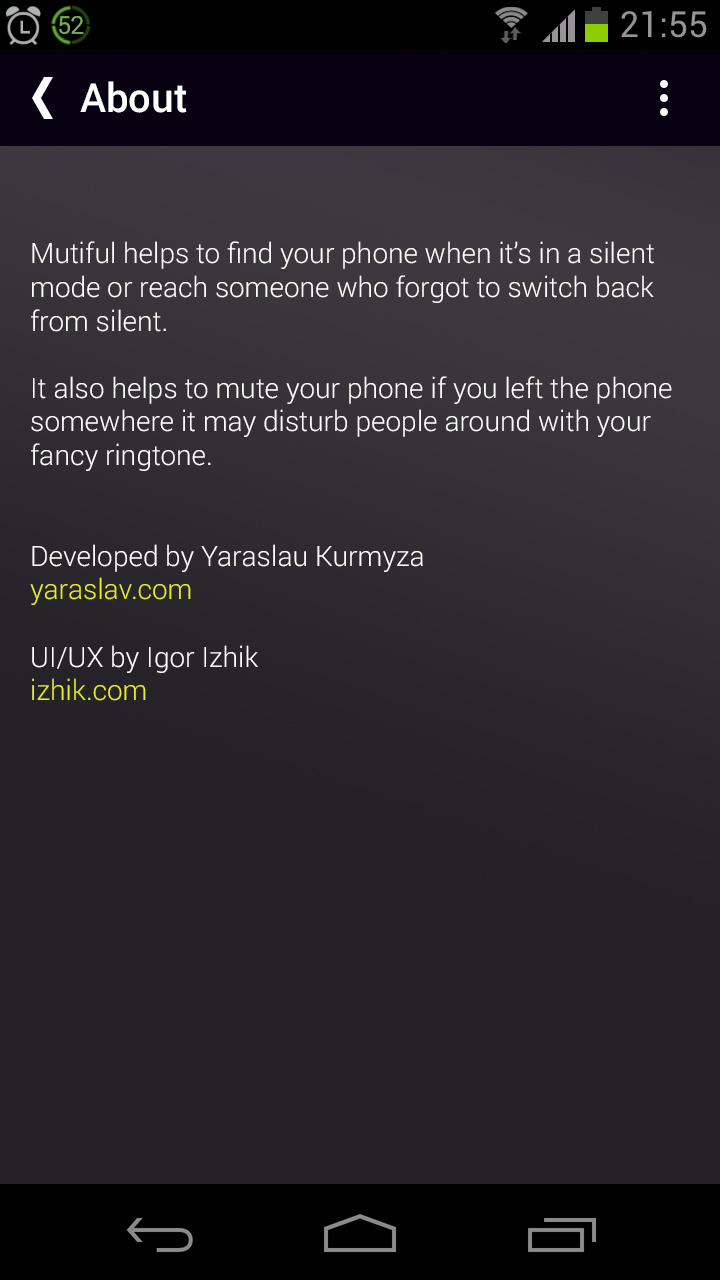 52
21:55
About
Mutiful helps to find your phone when it's in a silent
mode or reach someone who forgot to switch back
from silent.
It also helps to mute your phone if you left the phone
somewhere it may disturb people around with your
fancy ringtone.
Developed by Yaraslau Kurmyza
yaraslav.com
UI/UX by Igor Izhik
izhik.com